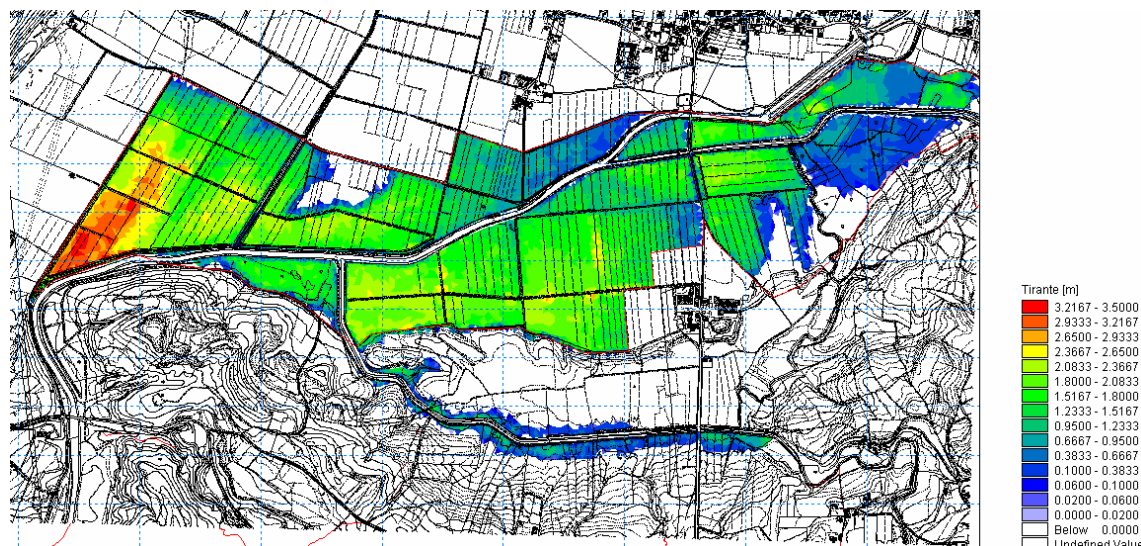 Tirante [m]
3.2167 - 3.5000
2.9333 - 3.2167
2.6500 - 2.9333
2.3667 - 2.6500
2.0833 - 2.3667
1.8000 - 2.0833
1.5167 - 1.8000
1.2333 - 1.5167
0.9500 - 1.2333
0.6667 - 0.9500
0.3833 - 0.6667
0.1000 - 0.3833
0.0600 - 0.1000
0.0200 - 0.0600
0.0000 - 0.0200
Below 0.0000
Undefined Value